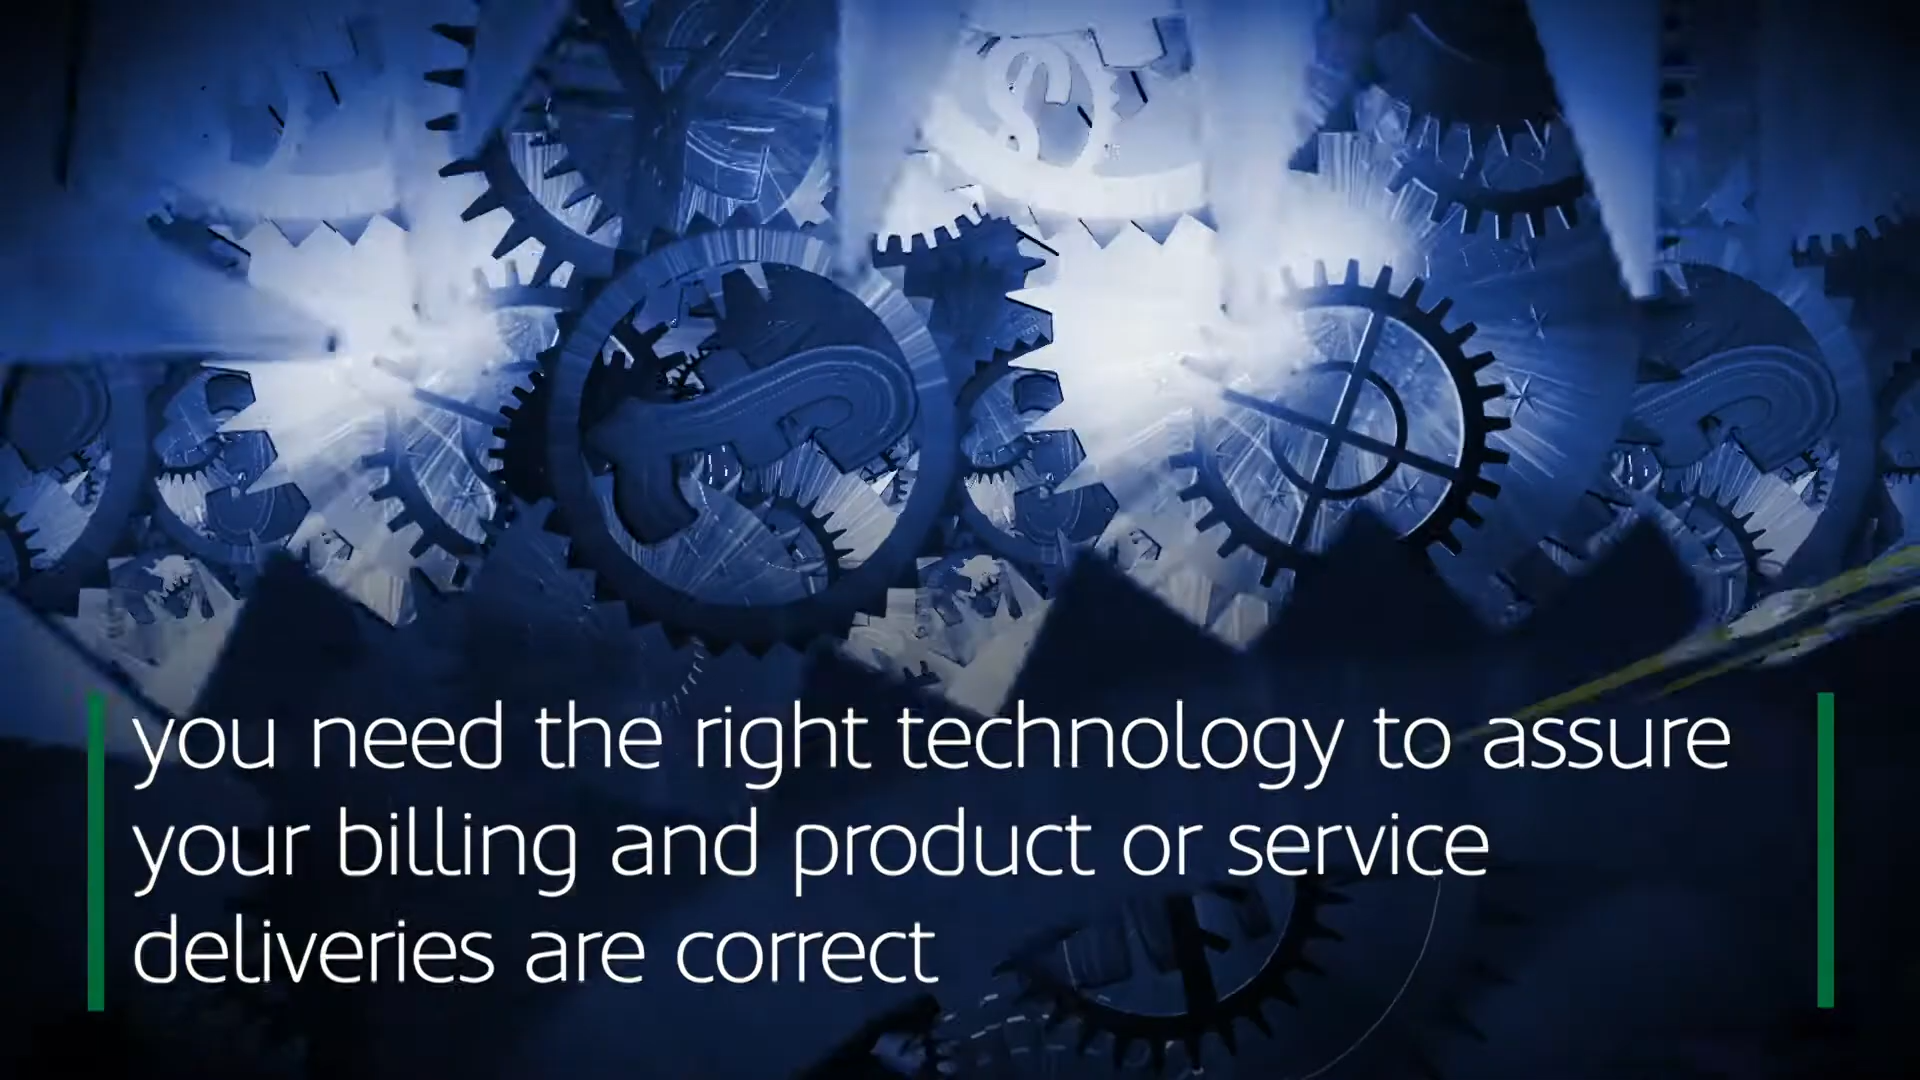 you need the right technology to assure
your billing and product or service
deliveries are correct